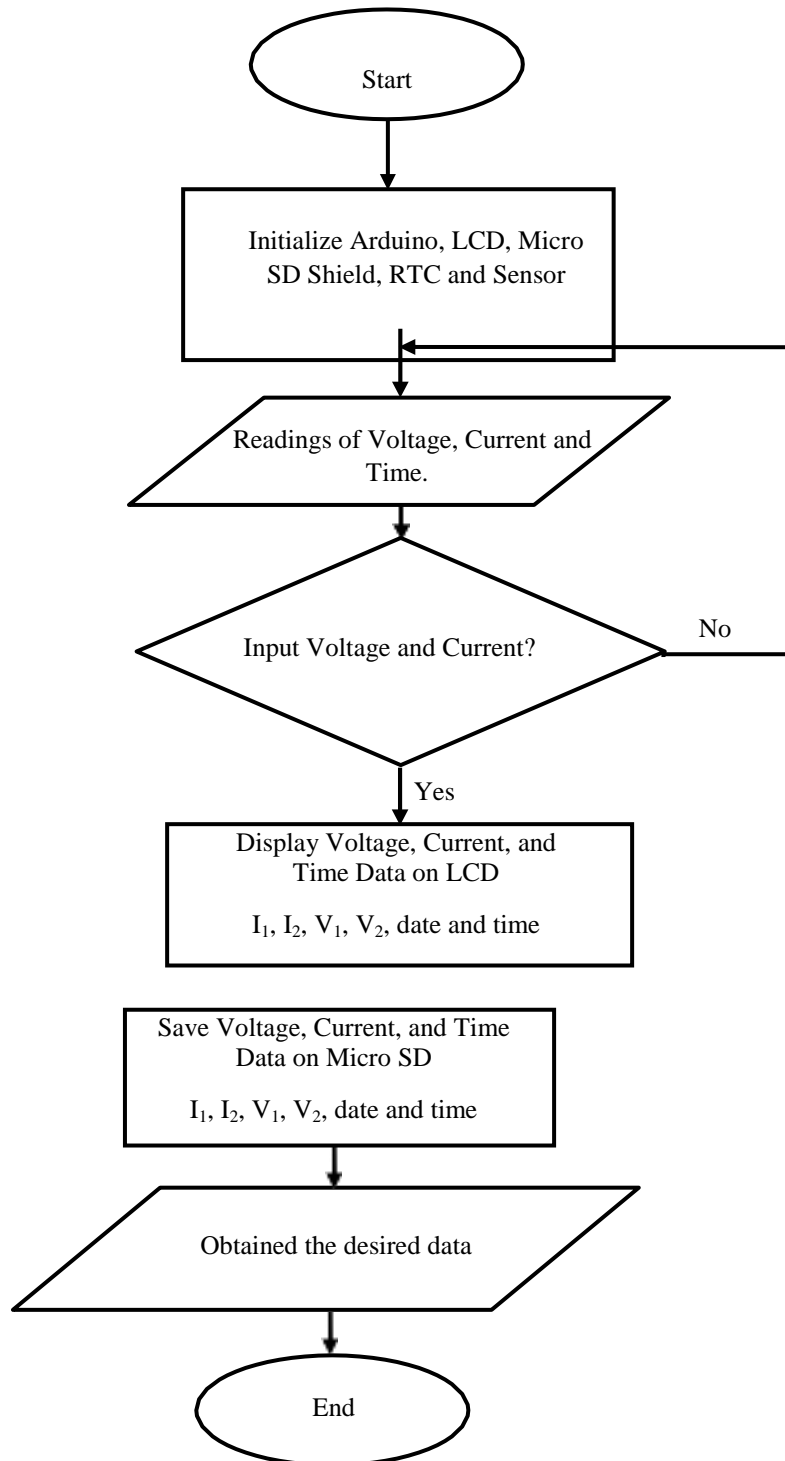 Start
Initialize Arduino, LCD, Micro
SD Shield, RTC and Sensor
Readings of Voltage, Current and
Time.
Input Voltage and Current?
No
Yes
Display Voltage, Current, and
Time Data on LCD
I₁, I₂, V₁, V₂, date and time
Save Voltage, Current, and Time
Data on Micro SD
I₁, I₂, V₁, V₂, date and time
Obtained the desired data
End